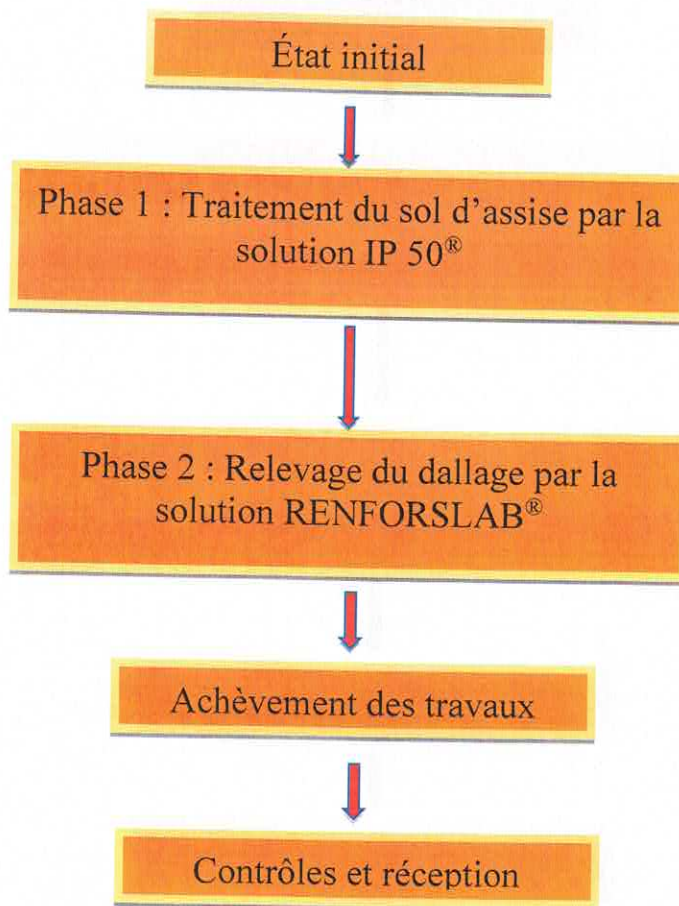 État initial
Phase 1 : Traitement du sol d'assise par la
solution IP 50®
Phase 2 : Relevage du dallage par la
solution RENFORSLAB®
Achèvement des travaux
Contrôles et réception